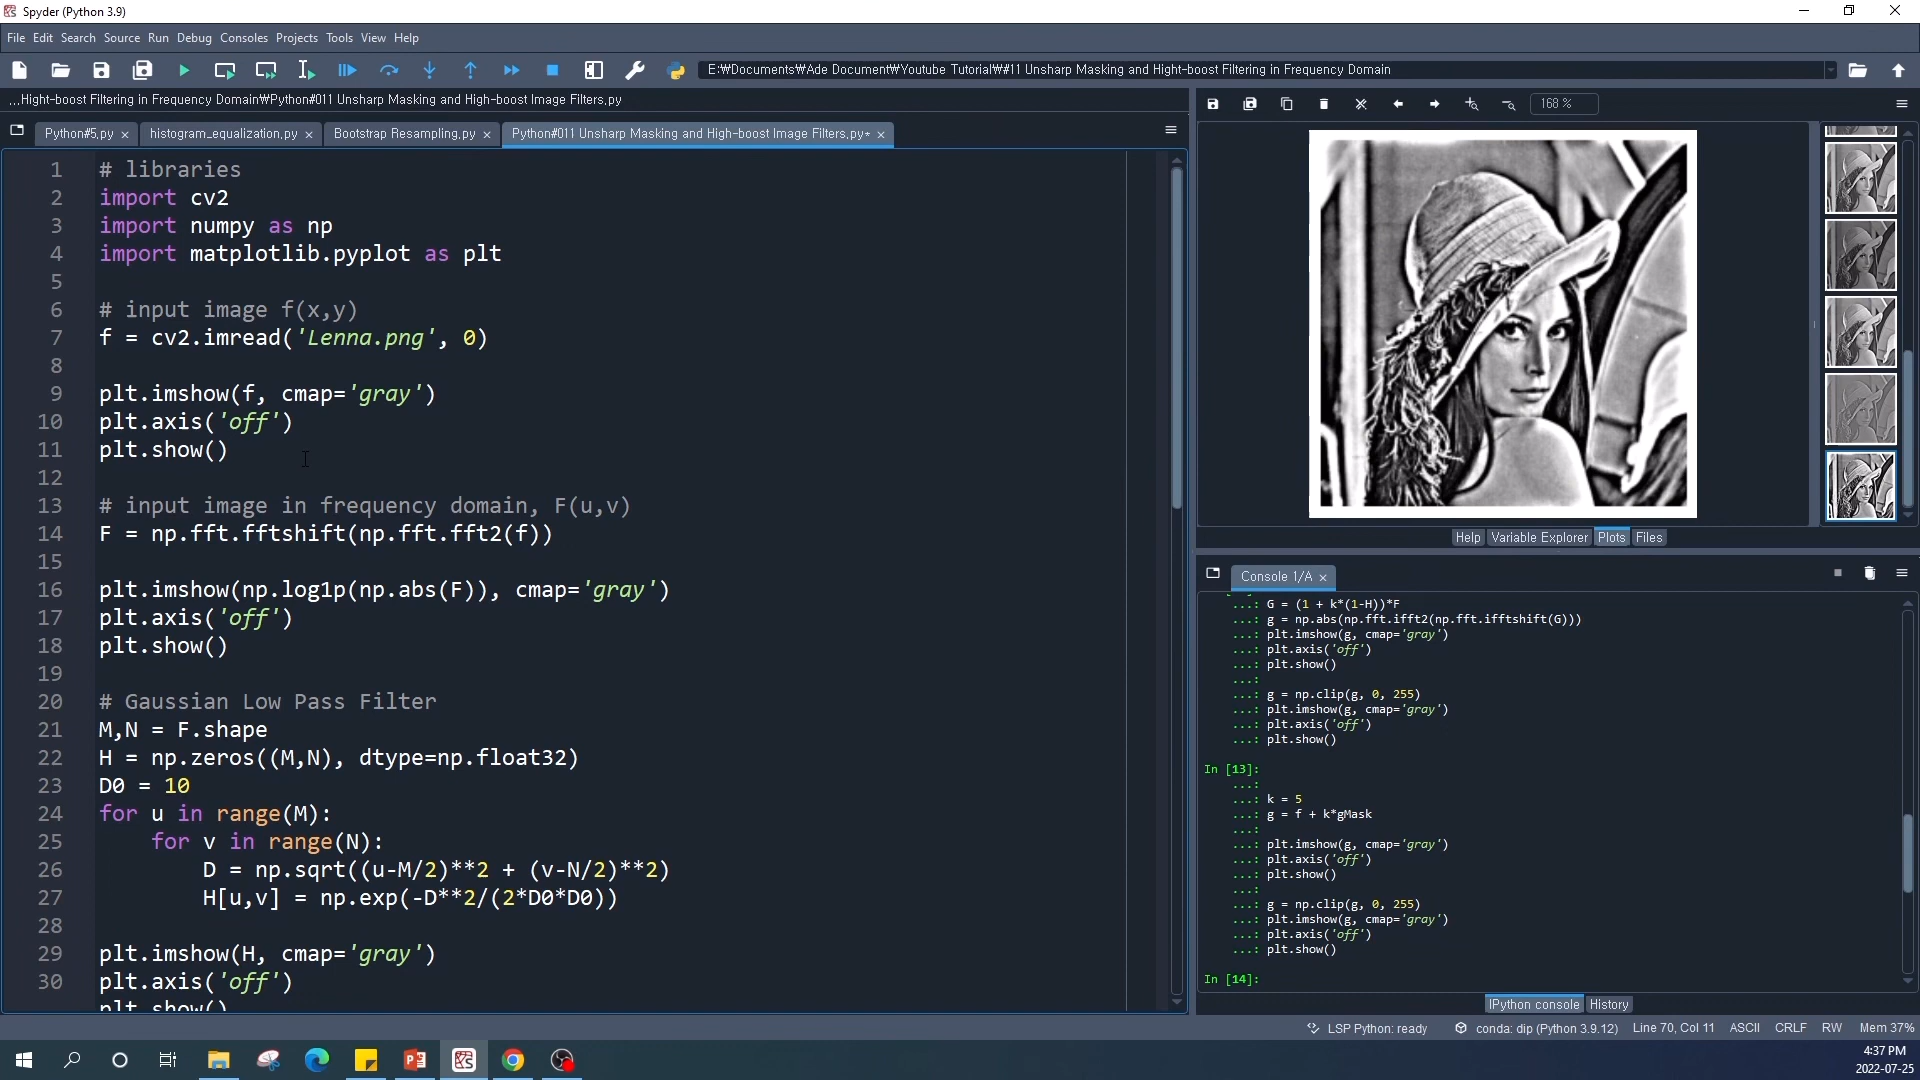 Spyder (Python 3.9)
File Edit Search Source Run Debug Consoles Projects Tools View Help
E:₩Documents₩Ade Document₩Youtube Tutorial₩#11 Unsharp Masking and Hight-boost Filtering in Frequency Domain
...Hight-boost Filtering in Frequency Domain₩Python#011 Unsharp Masking and High-boost Image Filters.py
Python#5.py histogram_equalization.py Bootstrap Resampling.py Python#011 Unsharp Masking and High-boost Image Filters.py*
1 # libraries
2 import cv2
3 import numpy as np
4 import matplotlib.pyplot as plt
5
6 # input image f(x,y)
7 f = cv2.imread('Lenna.png', 0)
8
9 plt.imshow(f, cmap='gray')
10 plt.axis('off')
11 plt.show()
12
13 # input image in frequency domain, F(u,v)
14 F = np.fft.fftshift(np.fft.fft2(f))
15
16 plt.imshow(np.log1p(np.abs(F)), cmap='gray')
17 plt.axis('off')
18 plt.show()
19
20 # Gaussian Low Pass Filter
21 M,N = F.shape
22 H = np.zeros((M,N), dtype=np.float32)
23 D0 = 10
24 for u in range(M):
25     for v in range(N):
26         D = np.sqrt((u-M/2)**2 + (v-N/2)**2)
27         H[u,v] = np.exp(-D**2/(2*D0*D0))
28
29 plt.imshow(H, cmap='gray')
30 plt.axis('off')
plt.show()
168 %
Help Variable Explorer Plots Files
Console 1/A
...: G = (1 + k*(1-H))*F
...: g = np.abs(np.fft.ifft2(np.fft.ifftshift(G)))
...: plt.imshow(g, cmap='gray')
...: plt.axis('off')
...: plt.show()
...:
...: g = np.clip(g, 0, 255)
...: plt.imshow(g, cmap='gray')
...: plt.axis('off')
...: plt.show()
In [13]:
...:
...: k = 5
...: g = f + k*gMask
...:
...: plt.imshow(g, cmap='gray')
...: plt.axis('off')
...: plt.show()
...:
...: g = np.clip(g, 0, 255)
...: plt.imshow(g, cmap='gray')
...: plt.axis('off')
...: plt.show()
In [14]:
IPython console History
LSP Python: ready conda: dip (Python 3.9.12) Line 70, Col 11 ASCII CRLF RW Mem 37%
4:37 PM
2022-07-25